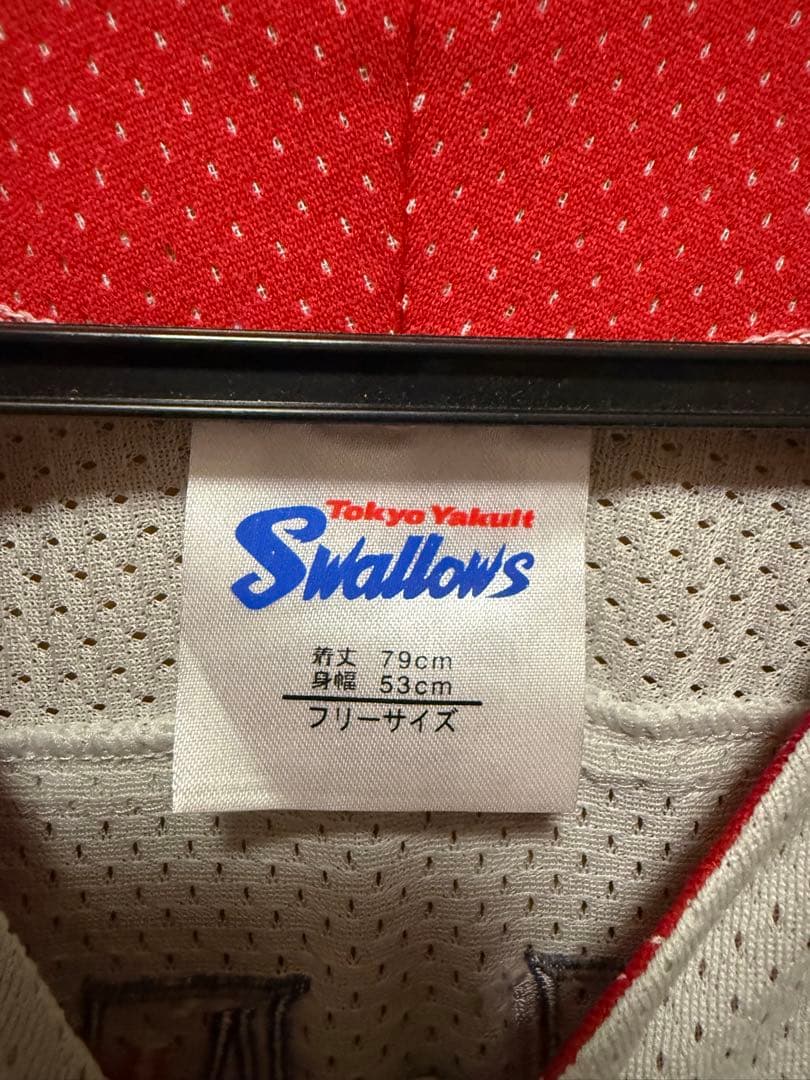 Tokyo Yakult
Swallows
着丈 79cm
身幅 53cm
フリーサイズ